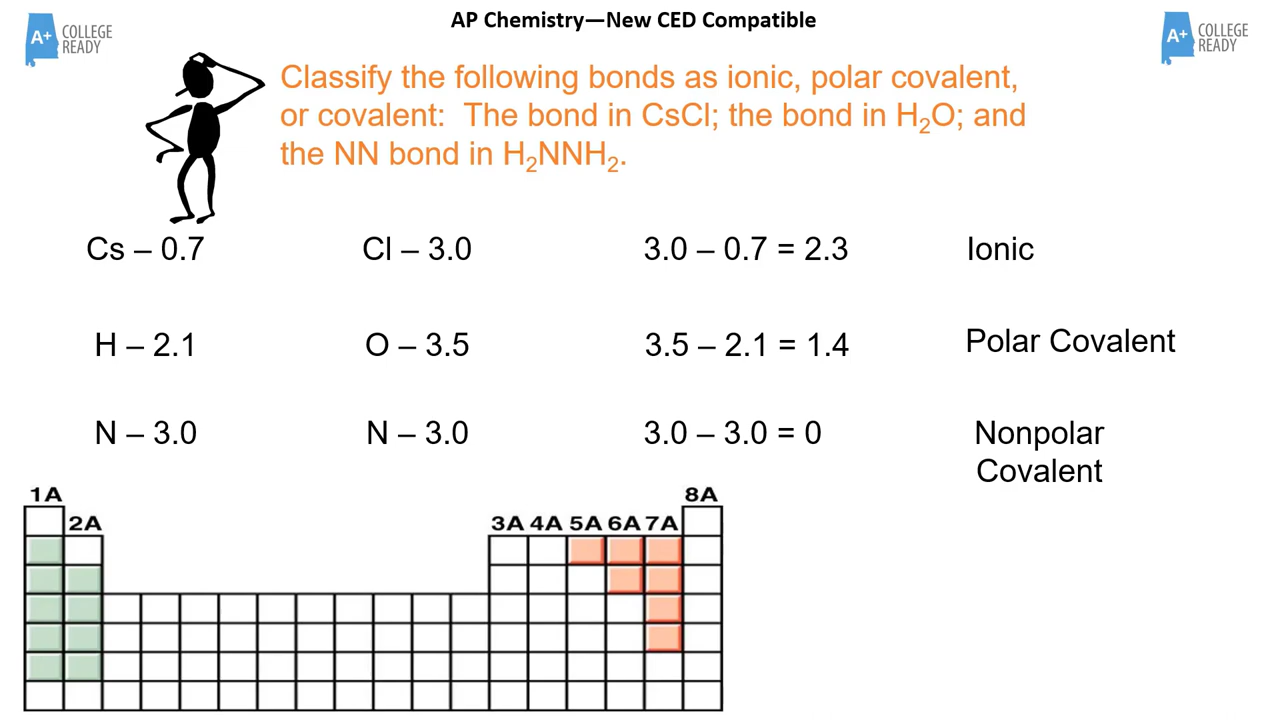 AP Chemistry—New CED Compatible
A+ COLLEGE READY
A+ COLLEGE READY
Classify the following bonds as ionic, polar covalent,
or covalent: The bond in CsCl; the bond in H₂O; and
the NN bond in H₂NNH₂.
Cs – 0.7 Cl – 3.0 3.0 – 0.7 = 2.3 Ionic
H – 2.1 O – 3.5 3.5 – 2.1 = 1.4 Polar Covalent
N – 3.0 N – 3.0 3.0 – 3.0 = 0 Nonpolar
Covalent
1A 8A
2A 3A 4A 5A 6A 7A